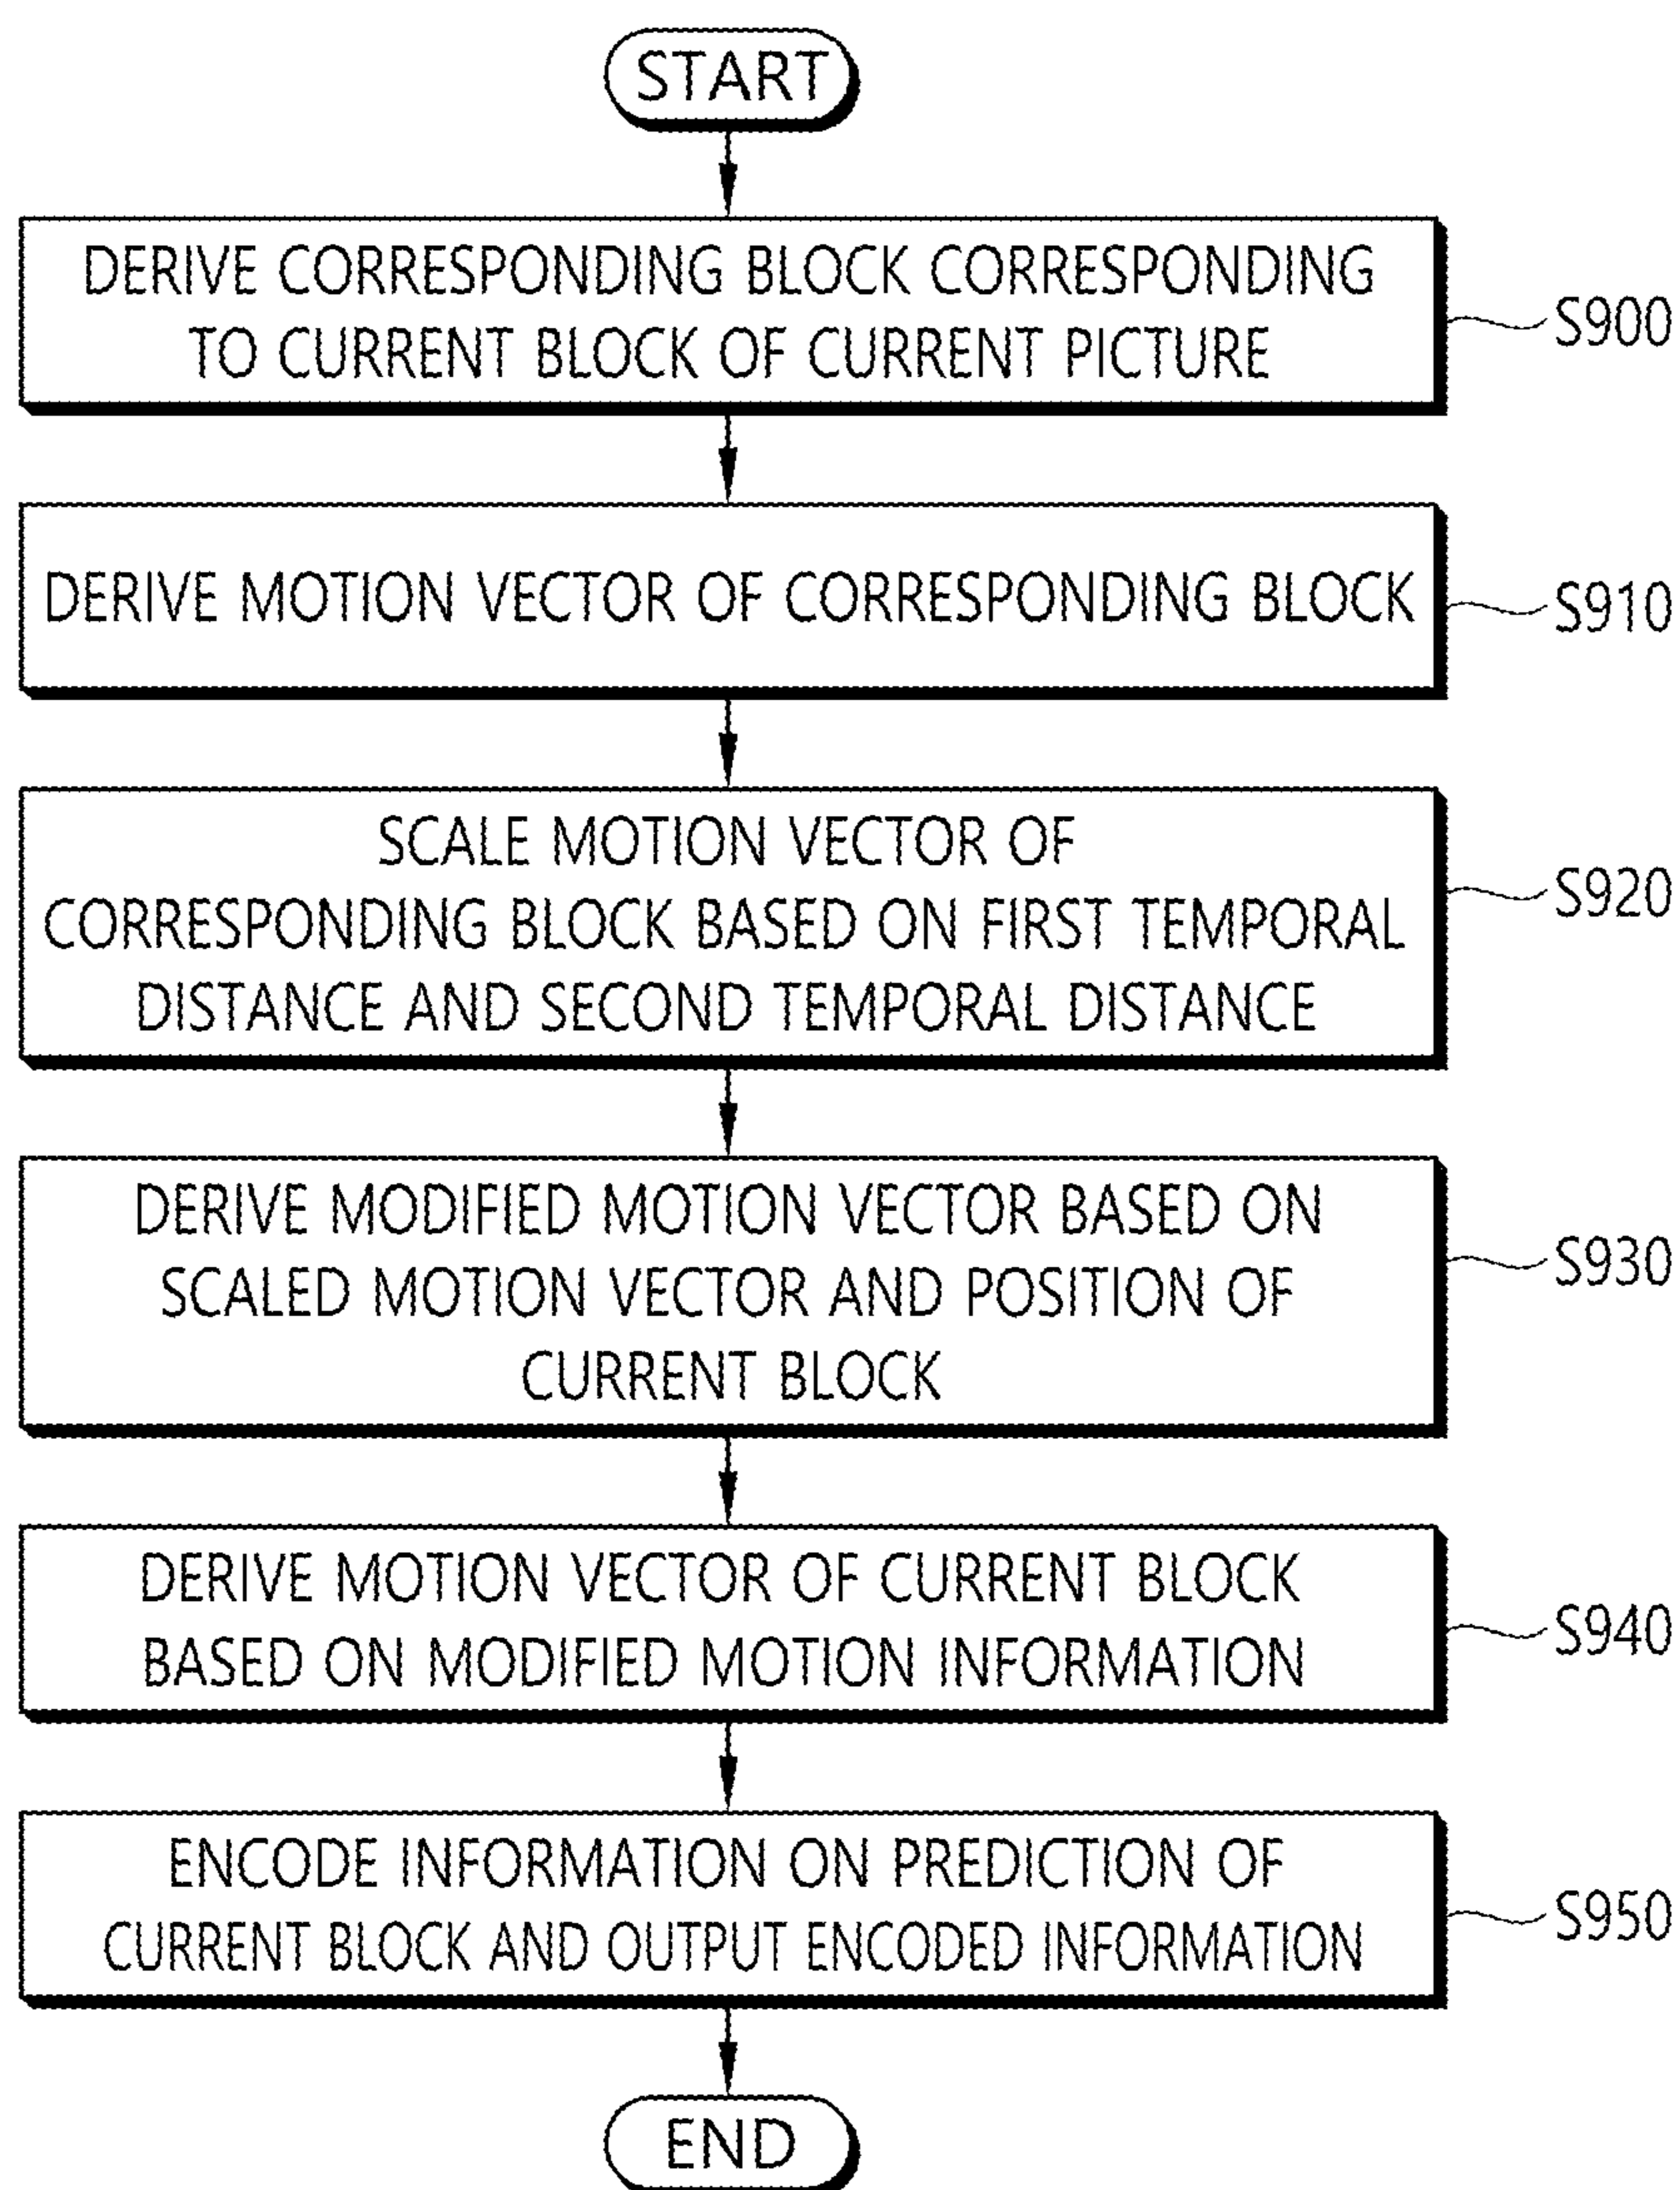 START
DERIVE CORRESPONDING BLOCK CORRESPONDING
TO CURRENT BLOCK OF CURRENT PICTURE
S900
DERIVE MOTION VECTOR OF CORRESPONDING BLOCK
S910
SCALE MOTION VECTOR OF
CORRESPONDING BLOCK BASED ON FIRST TEMPORAL
DISTANCE AND SECOND TEMPORAL DISTANCE
S920
DERIVE MODIFIED MOTION VECTOR BASED ON
SCALED MOTION VECTOR AND POSITION OF
CURRENT BLOCK
S930
DERIVE MOTION VECTOR OF CURRENT BLOCK
BASED ON MODIFIED MOTION INFORMATION
S940
ENCODE INFORMATION ON PREDICTION OF
CURRENT BLOCK AND OUTPUT ENCODED INFORMATION
S950
END